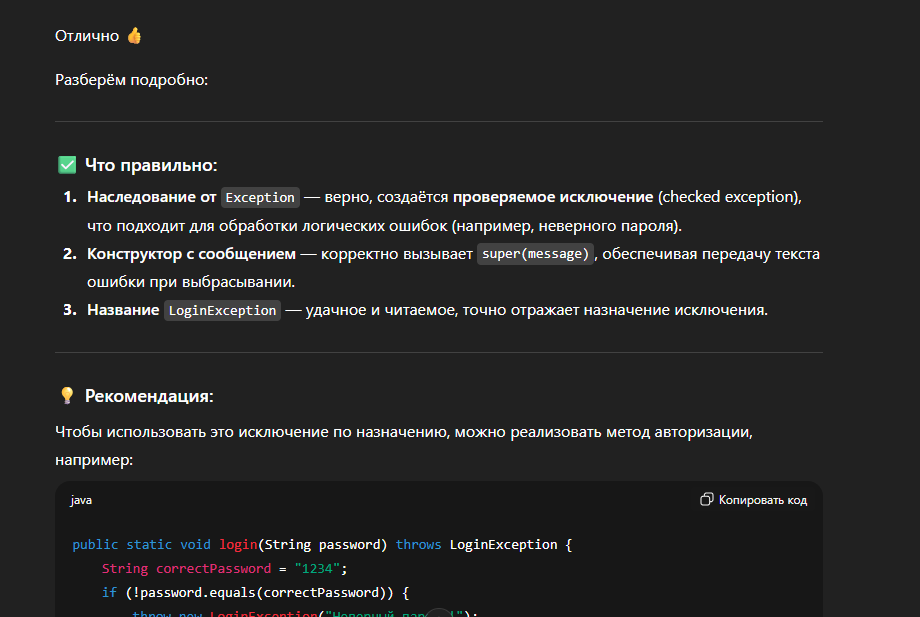 Отлично 👍
Разберём подробно:
✅ Что правильно:
1. Наследование от Exception — верно, создаётся проверяемое исключение (checked exception),
что подходит для обработки логических ошибок (например, неверного пароля).
2. Конструктор с сообщением — корректно вызывает super(message), обеспечивая передачу текста
ошибки при выбрасывании.
3. Название LoginException — удачное и читаемое, точно отражает назначение исключения.
💡 Рекомендация:
Чтобы использовать это исключение по назначению, можно реализовать метод авторизации,
например:
java
Копировать код
public static void login(String password) throws LoginException {
String correctPassword = "1234";
if (!password.equals(correctPassword)) {
throw new LoginException("Неверный !");